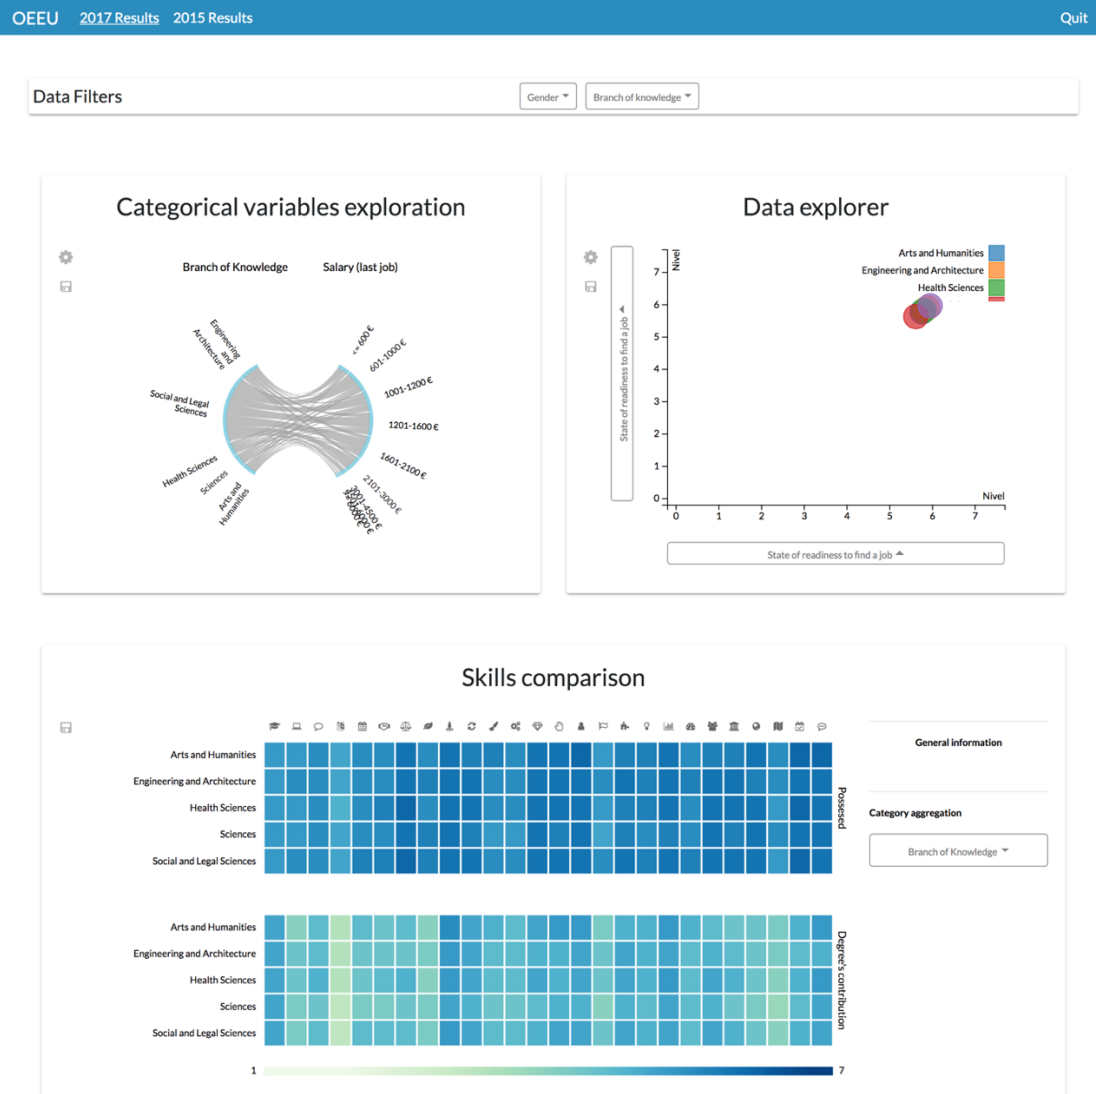 OEEU 2017 Results 2015 Results Quit
Data Filters Gender Branch of knowledge
Categorical variables exploration
Branch of Knowledge Salary (last job)
Engineering
and
Architecture
Social and Legal
Sciences
Health Sciences
Sciences
Arts and
Humanities
<= 600 €
601-1000 €
1001-1200 €
1201-1600 €
1601-2100 €
2101-3000 €
3001-4500 €
Data explorer
State of readiness to find a job
Nivel
7
6
5
4
3
2
1
0
Arts and Humanities
Engineering and Architecture
Health Sciences
Nivel
0 1 2 3 4 5 6 7
State of readiness to find a job
Skills comparison
Arts and Humanities
Engineering and Architecture
Health Sciences
Sciences
Social and Legal Sciences
Possesed
General information
Category aggregation
Branch of Knowledge
Arts and Humanities
Engineering and Architecture
Health Sciences
Sciences
Social and Legal Sciences
Degree's contribution
1 7